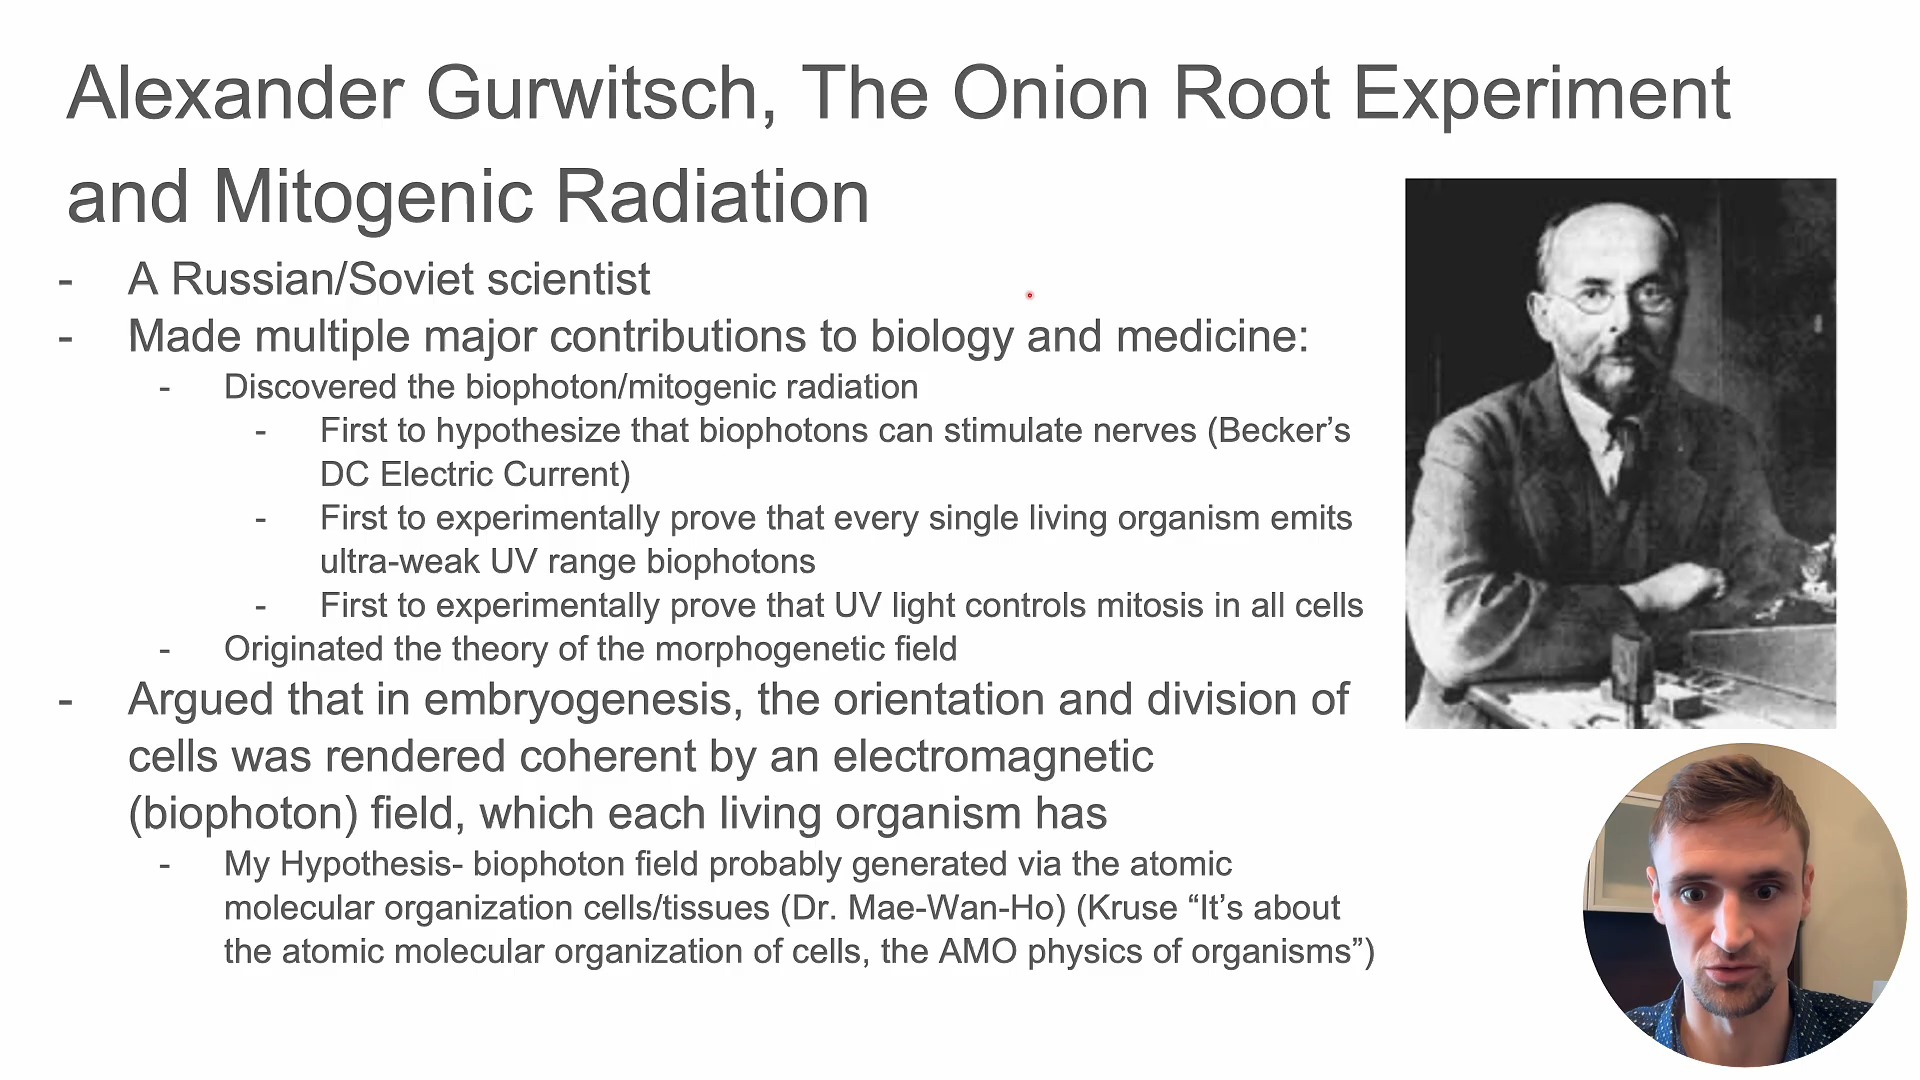 Alexander Gurwitsch, The Onion Root Experiment
and Mitogenic Radiation
- A Russian/Soviet scientist
- Made multiple major contributions to biology and medicine:
- Discovered the biophoton/mitogenic radiation
- First to hypothesize that biophotons can stimulate nerves (Becker’s
DC Electric Current)
- First to experimentally prove that every single living organism emits
ultra-weak UV range biophotons
- First to experimentally prove that UV light controls mitosis in all cells
- Originated the theory of the morphogenetic field
- Argued that in embryogenesis, the orientation and division of
cells was rendered coherent by an electromagnetic
(biophoton) field, which each living organism has
- My Hypothesis- biophoton field probably generated via the atomic
molecular organization cells/tissues (Dr. Mae-Wan-Ho) (Kruse “It’s about
the atomic molecular organization of cells, the AMO physics of organisms”)